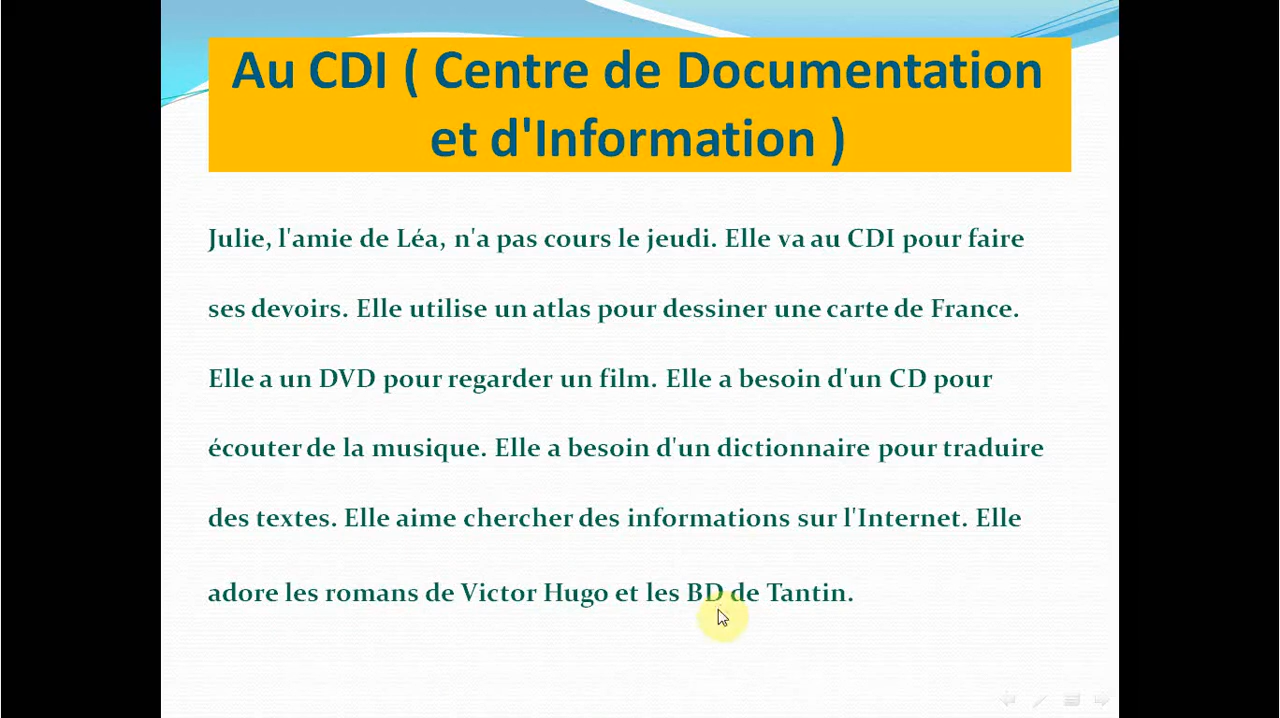 Au CDI ( Centre de Documentation
et d'Information )
Julie, l'amie de Léa, n'a pas cours le jeudi. Elle va au CDI pour faire
ses devoirs. Elle utilise un atlas pour dessiner une carte de France.
Elle a un DVD pour regarder un film. Elle a besoin d'un CD pour
écouter de la musique. Elle a besoin d'un dictionnaire pour traduire
des textes. Elle aime chercher des informations sur l'Internet. Elle
adore les romans de Victor Hugo et les BD de Tantin.